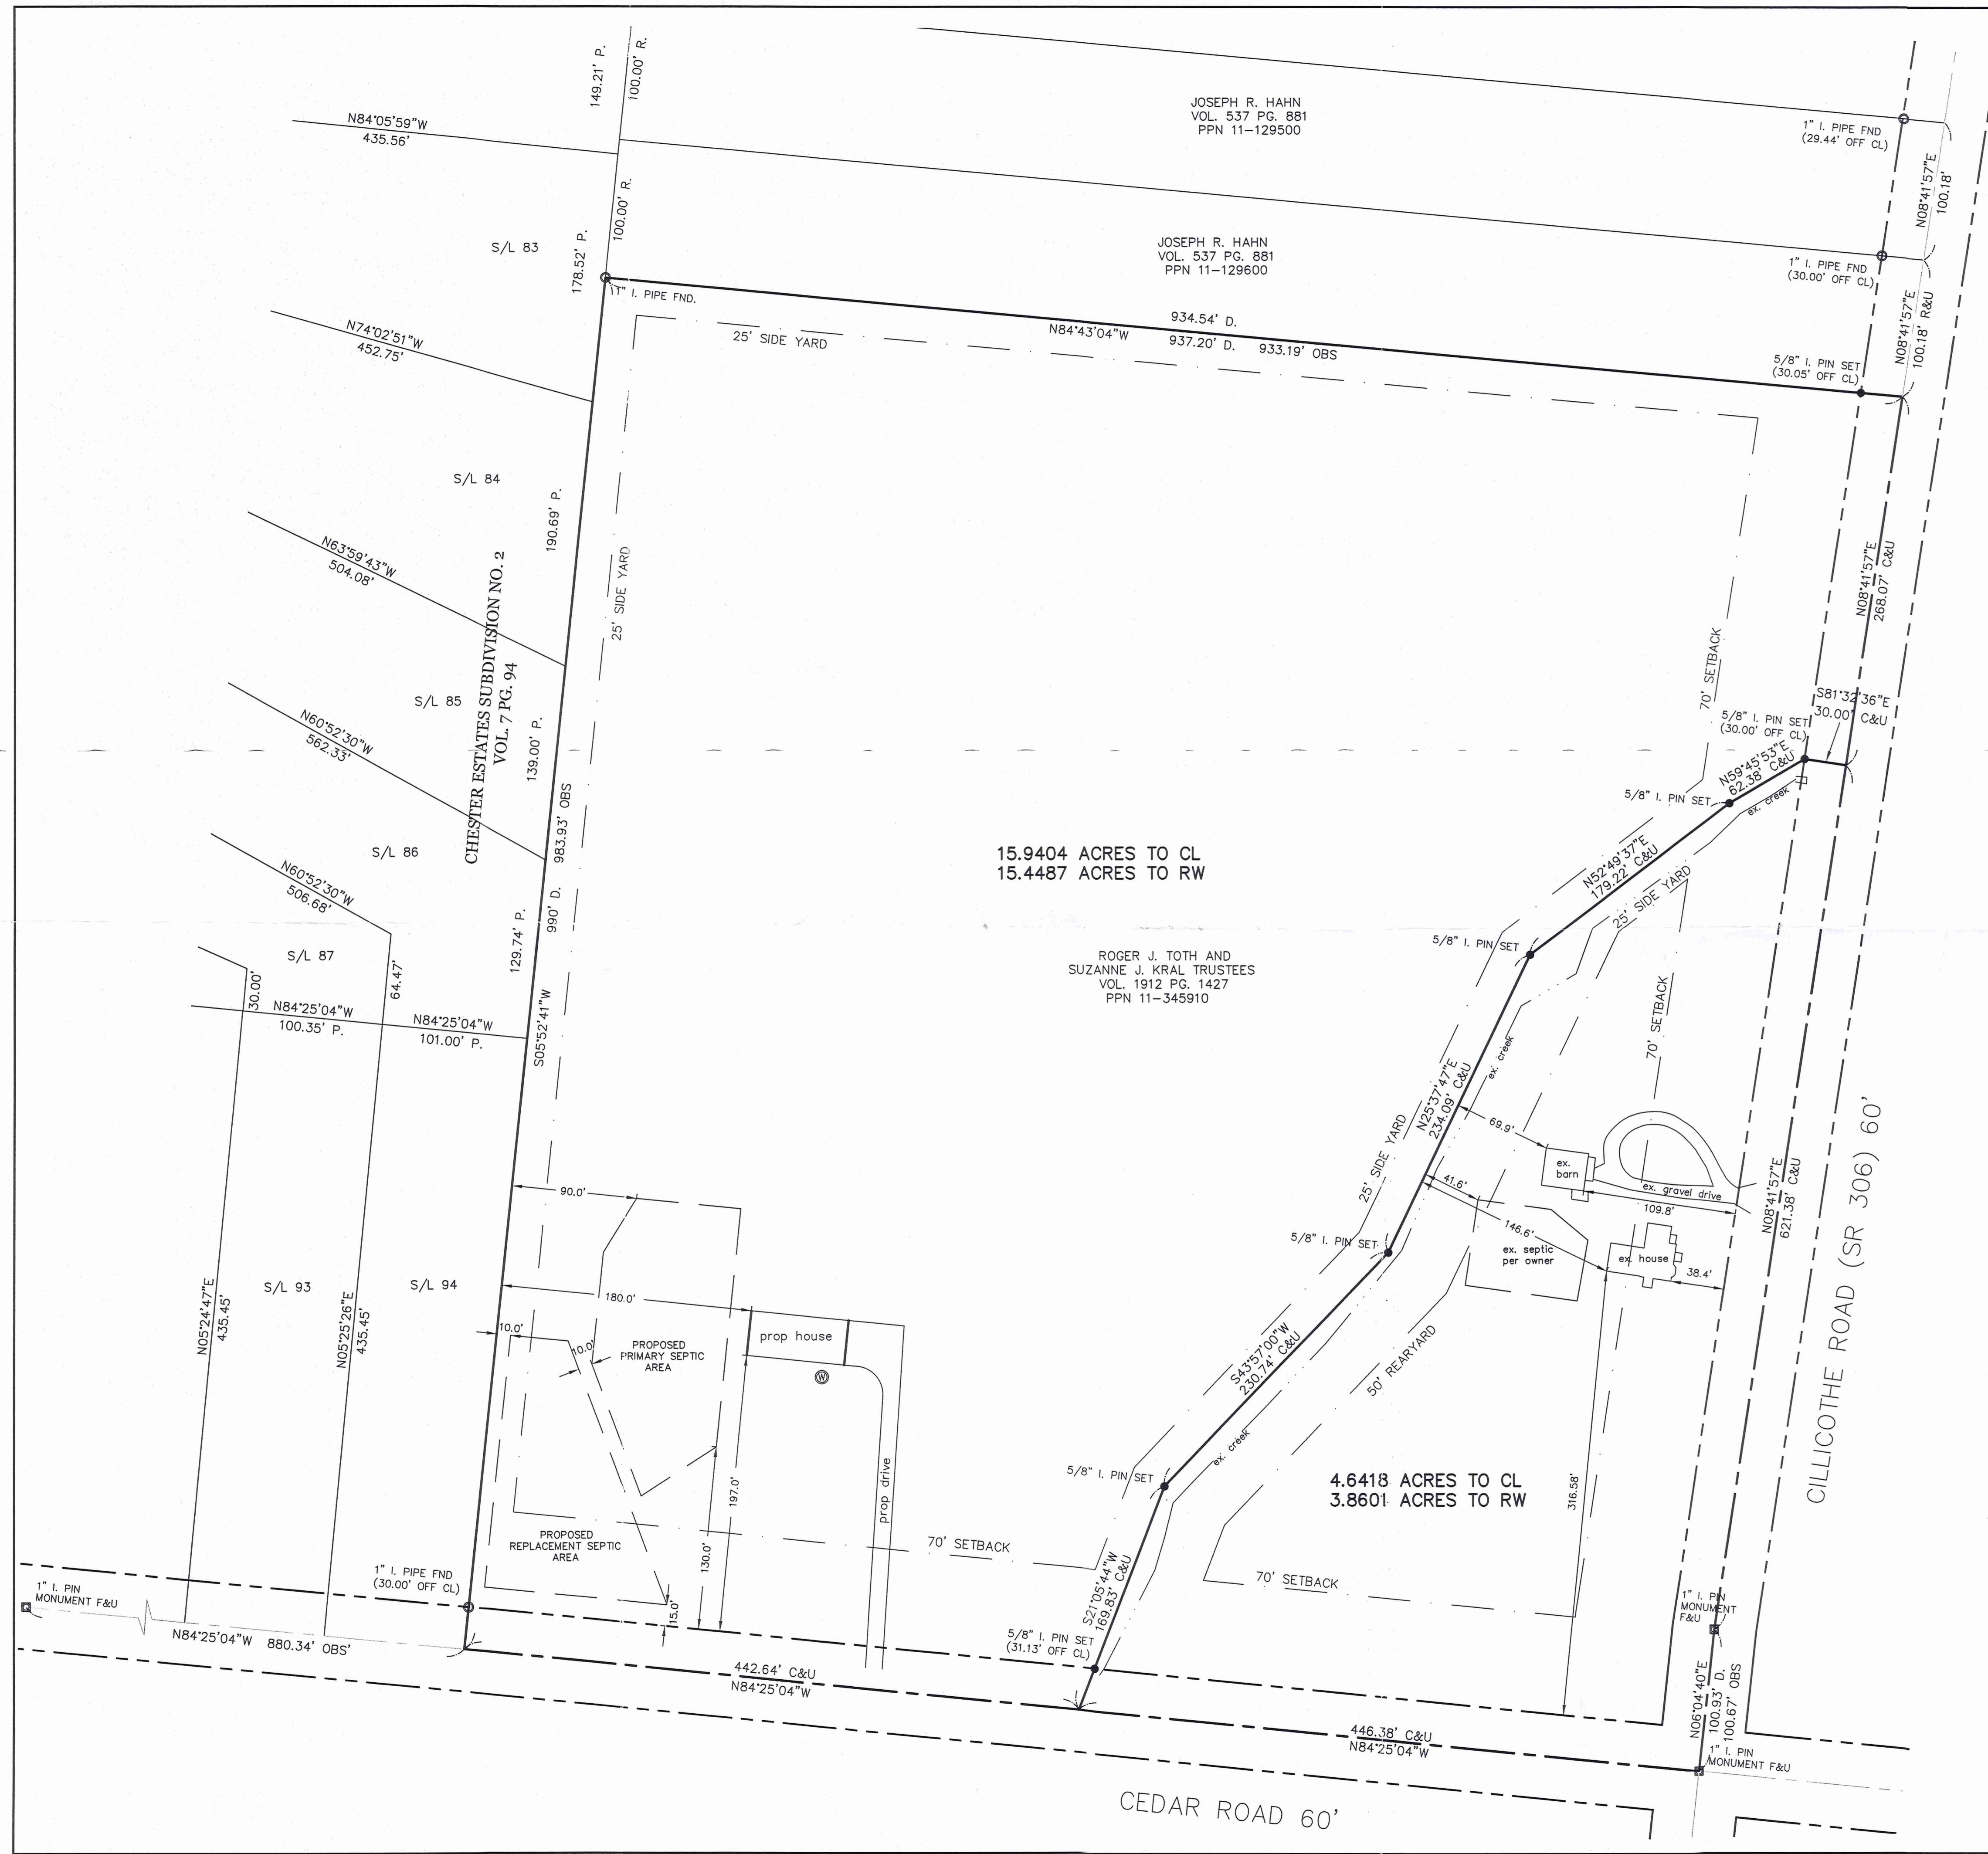 149.21' P.
100.00' R.
N84°05'59"W
435.56'
JOSEPH R. HAHN
VOL. 537 PG. 881
PPN 11-129500
1" I. PIPE FND
(29.44' OFF CL)
N08°41'57"E
100.18'
S/L 83
178.52' P.
100.00' R.
JOSEPH R. HAHN
VOL. 537 PG. 881
PPN 11-129600
1" I. PIPE FND
(30.00' OFF CL)
N08°41'57"E
100.18' R&U
1" I. PIPE FND.
25' SIDE YARD
934.54' D.
N84°43'04"W
937.20' D.
933.19' OBS
5/8" I. PIN SET
(30.05' OFF CL)
N74°02'51"W
452.75'
S/L 84
190.69' P.
25' SIDE YARD
N63°59'43"W
504.08'
CHESTER ESTATES SUBDIVISION NO. 2
VOL. 7 PG. 94
N08°41'57"E
268.07' C&U
70' SETBACK
S/L 85
139.00' P.
N60°52'30"W
562.33'
S81°32'36"E
30.00' C&U
5/8" I. PIN SET
(30.00' OFF CL)
N59°45'53"E
62.38' C&U
5/8" I. PIN SET
ex. creek
983.93' OBS
990' D.
S05°52'41"W
S/L 86
N60°52'30"W
506.68'
129.74' P.
15.9404 ACRES TO CL
15.4487 ACRES TO RW
N52°49'37"E
179.22' C&U
25' SIDE YARD
5/8" I. PIN SET
S/L 87
30.00'
64.47'
N84°25'04"W
100.35' P.
N84°25'04"W
101.00' P.
ROGER J. TOTH AND
SUZANNE J. KRAL TRUSTEES
VOL. 1912 PG. 1427
PPN 11-345910
70' SETBACK
ex. creek
N25°37'47"E
234.09' C&U
25' SIDE YARD
69.9'
ex.
barn
ex. gravel drive
109.8'
41.6'
146.6'
ex. septic
per owner
ex house
38.4'
N08°41'57"E
621.38' C&U
CILLICOTHE ROAD (SR 306) 60'
90.0'
5/8" I. PIN SET
S/L 93
S/L 94
N05°24'47"E
435.45'
N05°25'26"E
435.45'
180.0'
10.0'
10.0'
PROPOSED
PRIMARY SEPTIC
AREA
prop house
W
S43°57'00"W
230.74' C&U
50' REARYARD
ex. creek
5/8" I. PIN SET
4.6418 ACRES TO CL
3.8601 ACRES TO RW
316.58'
197.0'
130.0'
prop drive
PROPOSED
REPLACEMENT SEPTIC
AREA
70' SETBACK
70' SETBACK
S21°05'44"W
169.83' C&U
15.0'
1" I. PIPE FND
(30.00' OFF CL)
1" I. PIN
MONUMENT F&U
1" I. PIN
MONUMENT
F&U
N84°25'04"W 880.34' OBS'
5/8" I. PIN SET
(31.13' OFF CL)
442.64' C&U
N84°25'04"W
446.38' C&U
N84°25'04"W
N06°04'40"E
100.93' D.
100.67' OBS
1" I. PIN
MONUMENT F&U
CEDAR ROAD 60'